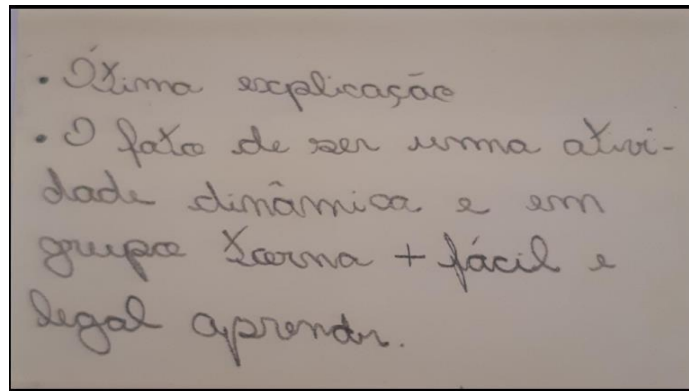 • Ótima explicação
• O fato de ser uma ativi-
dade dinâmica e em
grupo torna + fácil e
legal aprender.